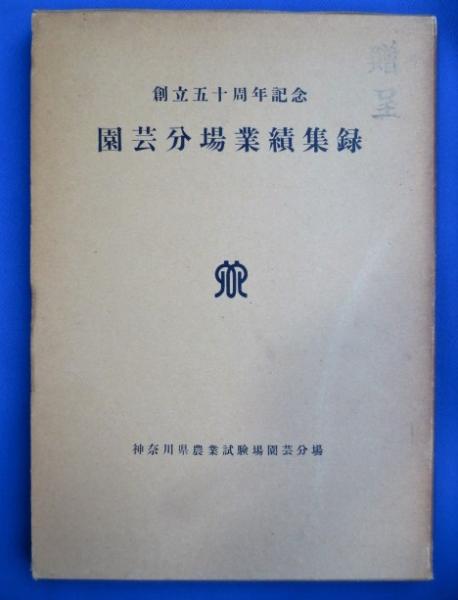 創立五十周年記念
園芸分場業績集録
神奈川県農業試験場園芸分場
呈